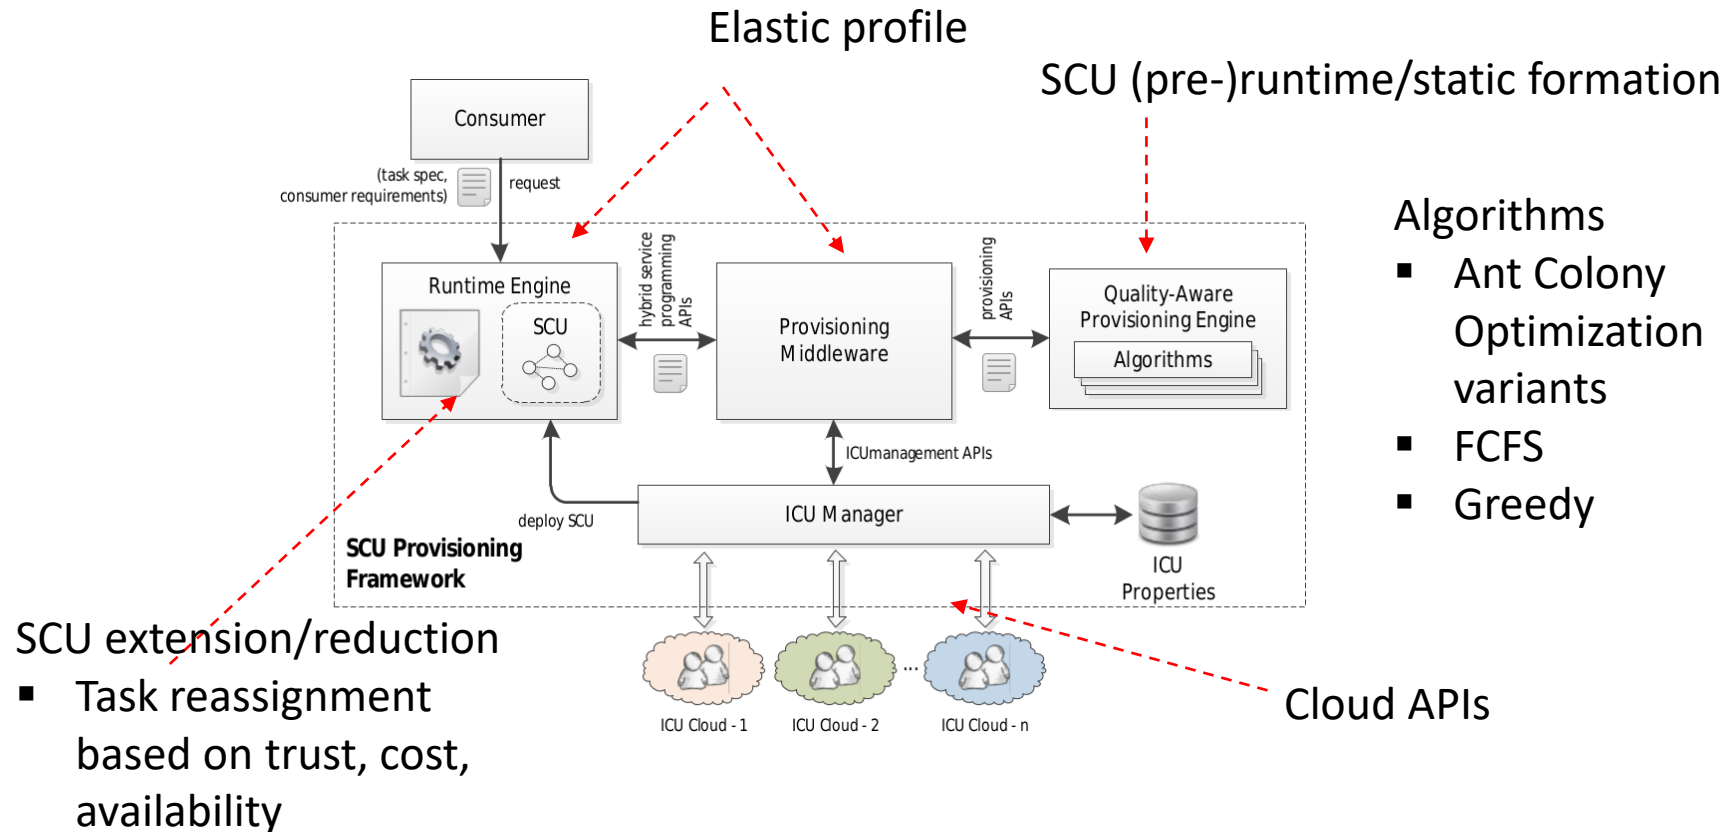 Elastic profile
SCU (pre-)runtime/static formation
Consumer
(task spec,
consumer requirements)
request
Runtime Engine
SCU
hybrid service
programming
APIs
Provisioning
Middleware
provisioning
APIs
Quality-Aware
Provisioning Engine
Algorithms
Algorithms
▪ Ant Colony
Optimization
variants
▪ FCFS
▪ Greedy
ICUmanagement APIs
deploy SCU
ICU Manager
ICU
Properties
SCU Provisioning
Framework
SCU extension/reduction
▪ Task reassignment
based on trust, cost,
availability
...
ICU Cloud - 1
ICU Cloud - 2
ICU Cloud - n
Cloud APIs